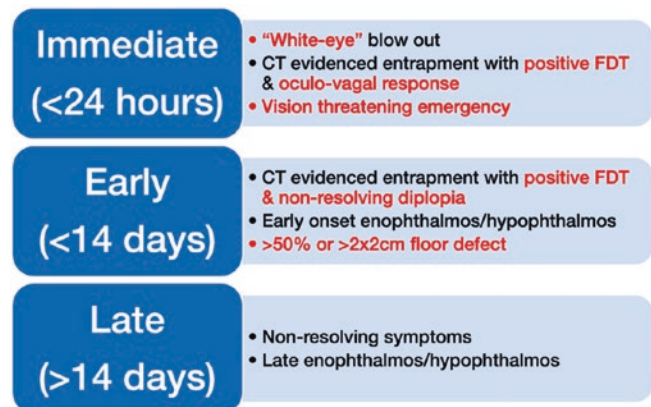 Immediate
(<24 hours)
• “White-eye” blow out
• CT evidenced entrapment with positive FDT
& oculo-vagal response
• Vision threatening emergency
Early
(<14 days)
• CT evidenced entrapment with positive FDT
& non-resolving diplopia
• Early onset enophthalmos/hypophthalmos
• >50% or >2x2cm floor defect
Late
(>14 days)
• Non-resolving symptoms
• Late enophthalmos/hypophthalmos